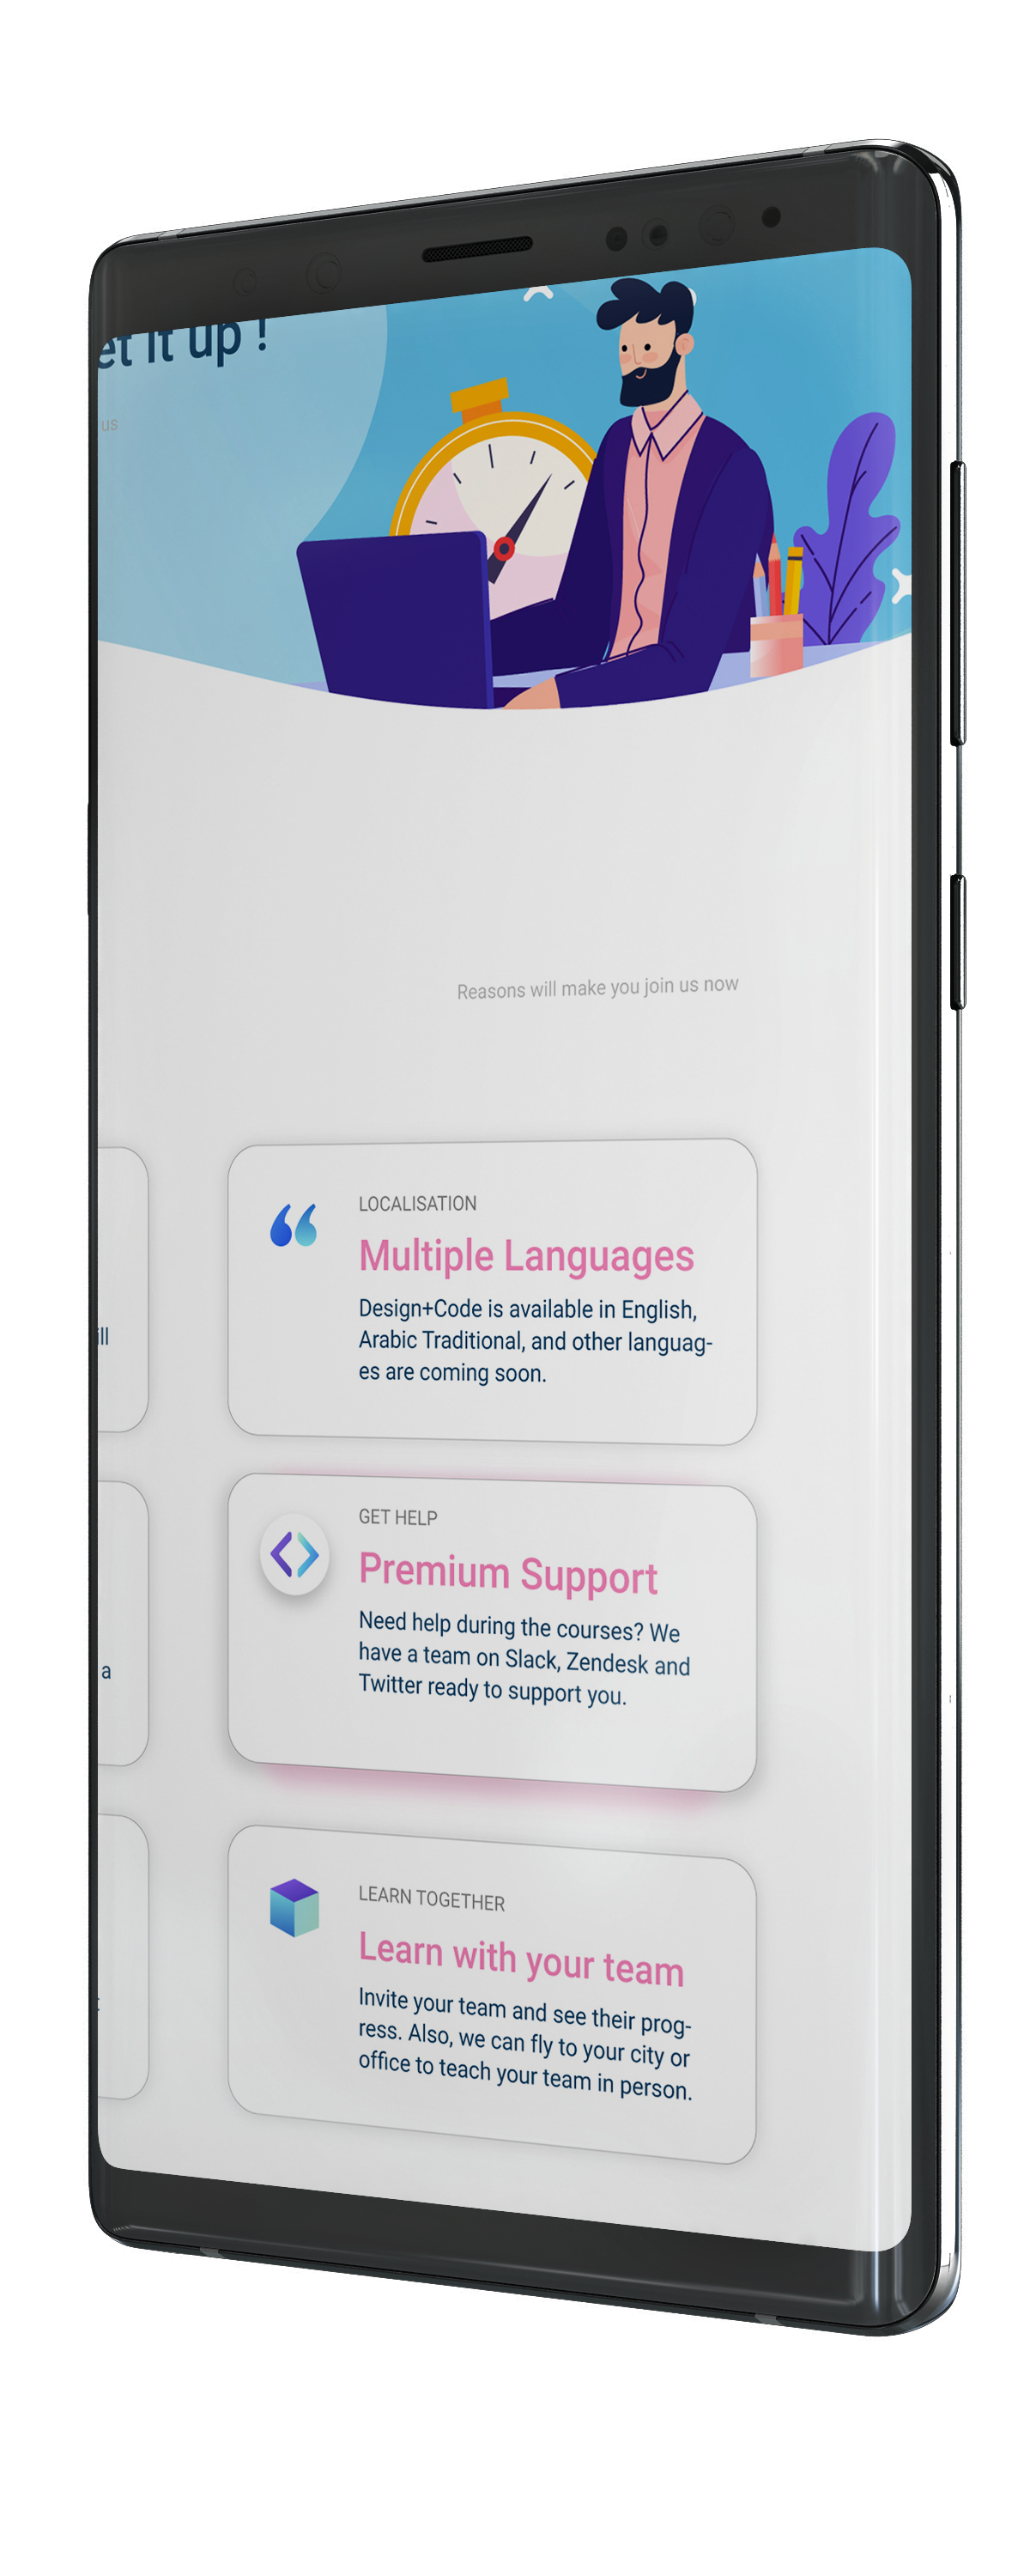 et it up !
us
Reasons will make you join us now
ill
LOCALISATION
Multiple Languages
Design+Code is available in English,
Arabic Traditional, and other languag-
es are coming soon.
GET HELP
Premium Support
Need help during the courses? We
have a team on Slack, Zendesk and
Twitter ready to support you.
a
LEARN TOGETHER
Learn with your team
Invite your team and see their prog-
ress. Also, we can fly to your city or
office to teach your team in person.